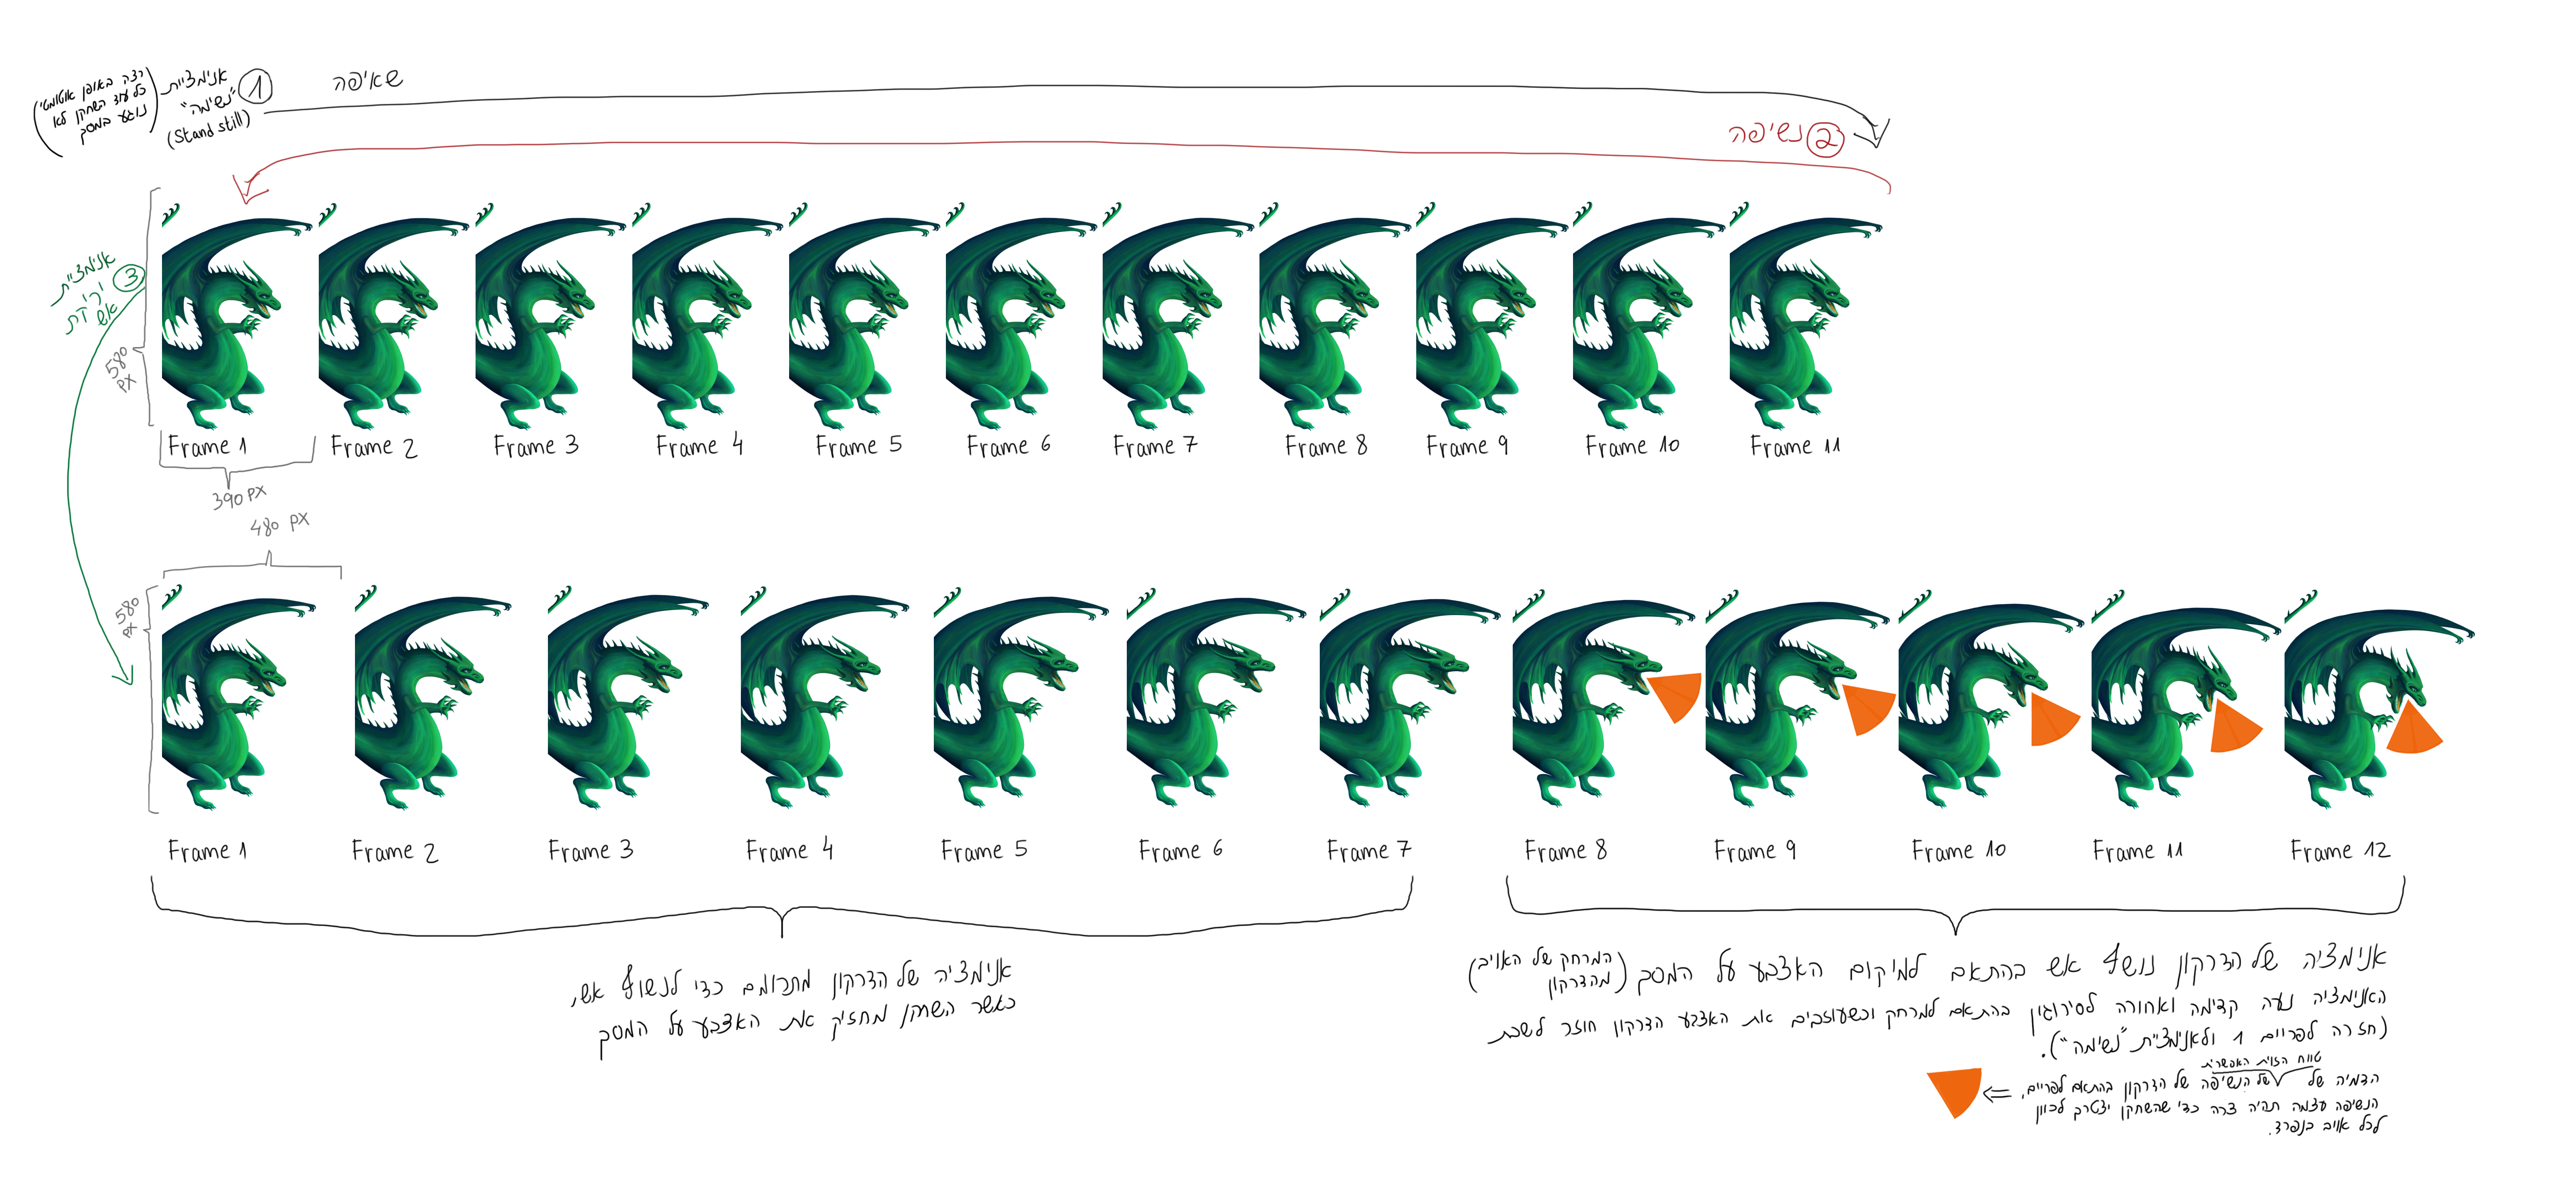 אנימציית
"נשימה"
(Stand still)
1
(רצה באופן אוטומטי
כל עוד השחקן לא
נוגע במסך)
שאיפה
2 נשיפה
3 אנימציית
יריית
אש
580
PX
Frame 1
Frame 2
Frame 3
Frame 4
Frame 5
Frame 6
Frame 7
Frame 8
Frame 9
Frame 10
Frame 11
390 PX
480 PX
580
PX
Frame 1
Frame 2
Frame 3
Frame 4
Frame 5
Frame 6
Frame 7
Frame 8
Frame 9
Frame 10
Frame 11
Frame 12
אנימציה של הדרקון מתרומם כדי לנשוף אש,
כאשר השחקן מחזיק את האצבע על המסך
אנימציה של הדרקון נושף אש בהתאם למיקום האצבע על המסך (המרחק של האויב מהדרקון)
האנימציה נעה קדימה ואחורה לסירוגין בהתאם למרחק וכשעוזבים את האצבע הדרקון חוזר לשבת
(חזרה לפריים 1 ולאנימציית "נשימה").
טווח הזוית האפשרית
הדמיה של של הנשיפה של הדרקון בהתאם לפריים.
הנשיפה עצמה תהיה צרה כדי שהשחקן יצטרך לכוון
לכל אויב בנפרד.